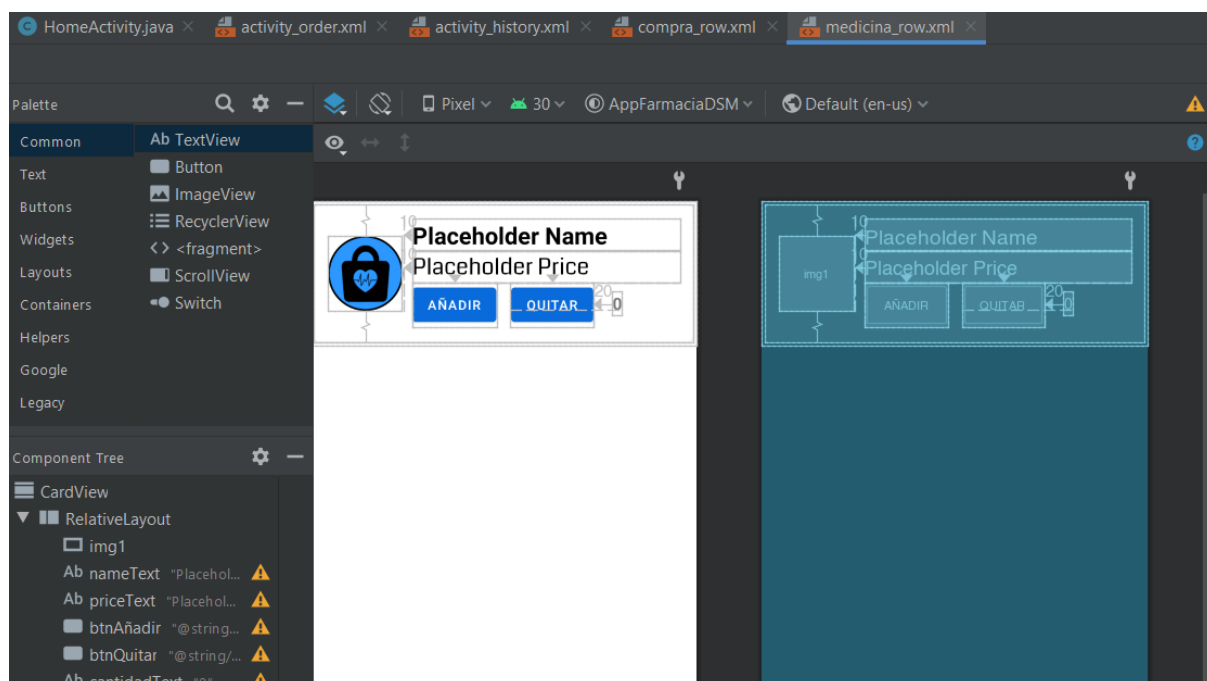 HomeActivity.java activity_order.xml activity_history.xml compra_row.xml medicina_row.xml
Palette Pixel 30 AppFarmaciaDSM Default (en-us)
Common
Text
Buttons
Widgets
Layouts
Containers
Helpers
Google
Legacy
Ab TextView
Button
ImageView
RecyclerView
<> <fragment>
ScrollView
Switch
10
Placeholder Name
Placeholder Price
AÑADIR QUITAR 20 0
10
Placeholder Name
img1 Placeholder Price
AÑADIR QUITAR 20 0
Component Tree
CardView
RelativeLayout
img1
Ab nameText "Placehol...
Ab priceText "Placehol...
btnAñadir "@string...
btnQuitar "@string/...
Ab cantidadText "0"